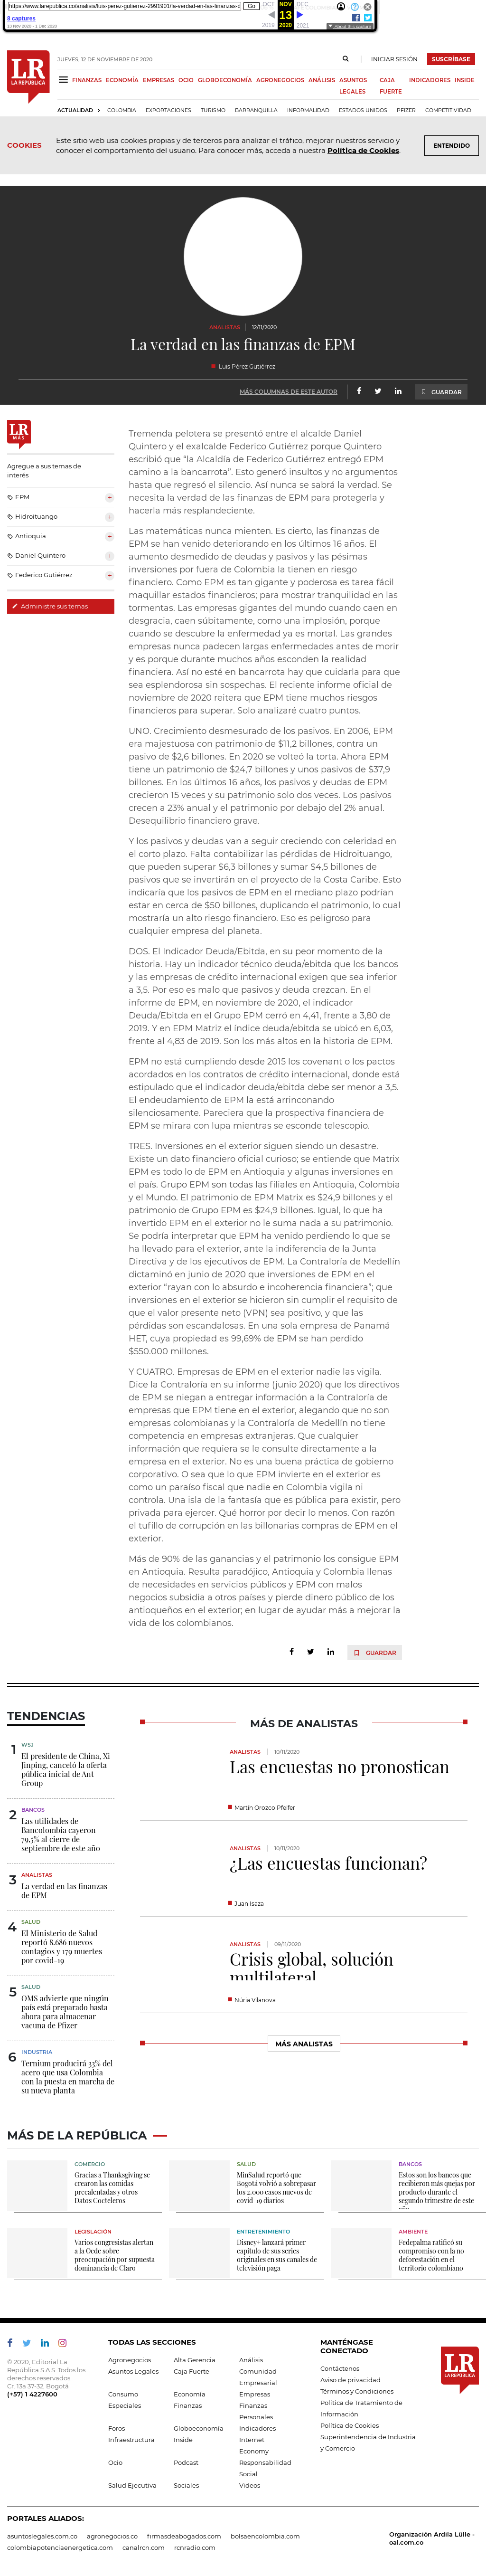 https://www.larepublica.co/analisis/luis-perez-gutierrez-2991901/la-verdad-en-las-finanzas-d
Go
OCT NOV DEC
13
2019 2020 2021
8 captures
10 Nov 2020 - 1 Dec 2020
About this capture
LR
LA REPÚBLICA
JUEVES, 12 DE NOVIEMBRE DE 2020
INICIAR SESIÓN
SUSCRÍBASE
FINANZAS
ECONOMÍA
EMPRESAS
OCIO
GLOBOECONOMÍA
AGRONEGOCIOS
ANÁLISIS
ASUNTOS LEGALES
CAJA FUERTE
INDICADORES
INSIDE
ACTUALIDAD
COLOMBIA
EXPORTACIONES
TURISMO
BARRANQUILLA
INFORMALIDAD
ESTADOS UNIDOS
PFIZER
COMPETITIVIDAD
COOKIES
Este sitio web usa cookies propias y de terceros para analizar el tráfico, mejorar nuestros servicio y
conocer el comportamiento del usuario. Para conocer más, acceda a nuestra Política de Cookies.
ENTENDIDO
ANALISTAS
12/11/2020
La verdad en las finanzas de EPM
Luis Pérez Gutiérrez
MÁS COLUMNAS DE ESTE AUTOR
GUARDAR
LR
MÁS
Agregue a sus temas de
interés
EPM
+
Hidroituango
+
Antioquia
+
Daniel Quintero
+
Federico Gutiérrez
+
Administre sus temas
Tremenda pelotera se presentó entre el alcalde Daniel
Quintero y el exalcalde Federico Gutiérrez porque Quintero
escribió que “la Alcaldía de Federico Gutiérrez entregó EPM
camino a la bancarrota”. Esto generó insultos y no argumentos
hasta que regresó el silencio. Así nunca se sabrá la verdad. Se
necesita la verdad de las finanzas de EPM para protegerla y
hacerla más resplandeciente.
Las matemáticas nunca mienten. Es cierto, las finanzas de
EPM se han venido deteriorando en los últimos 16 años. El
aumento desmedido de deudas y pasivos y las pésimas
inversiones por fuera de Colombia la tienen en riesgo
financiero. Como EPM es tan gigante y poderosa es tarea fácil
maquillar estados financieros, para mostrar tranquilidad en las
tormentas. Las empresas gigantes andan desangrando gota a
gota y como es una dolencia asintomática, sin implosión,
cuando se descubre la enfermedad ya es mortal. Las grandes
empresas nunca padecen varias enfermedades antes de morir
y es porque durante muchos años esconden la realidad
financiera. Así no esté en bancarrota hay que cuidarla para que
sea esplendorosa sin sospechas. El reciente informe oficial de
noviembre de 2020 reitera que EPM tiene muchos riesgos
financieros para superar. Solo analizaré cuatro puntos.
UNO. Crecimiento desmesurado de los pasivos. En 2006, EPM
era majestuosa con patrimonio de $11,2 billones, contra un
pasivo de $2,6 billones. En 2020 se volteó la torta. Ahora EPM
tiene un patrimonio de $24,7 billones y unos pasivos de $37,9
billones. En los últimos 16 años, los pasivos y deudas de EPM
crecieron 15 veces y su patrimonio solo creció 2 veces. Los
pasivos crecen a 23% anual y el patrimonio por debajo del 2% anual.
Desequilibrio financiero grave.
Y los pasivos y deudas van a seguir creciendo con celeridad en
el corto plazo. Falta contabilizar las pérdidas de Hidroituango,
que pueden superar $6,3 billones y sumar $4,5 billones de
pasivos que se invertirán en el proyecto de la Costa Caribe. Esto
indicaría que los pasivos de EPM en el mediano plazo podrían
estar en cerca de $50 billones, duplicando el patrimonio, lo cual
mostraría un alto riesgo financiero. Eso es peligroso para
cualquier empresa del planeta.
DOS. El Indicador Deuda/Ebitda, en su peor momento de la
historia. Hay un indicador técnico deuda/ebitda que los bancos
y las empresas del crédito internacional exigen que sea inferior
a 3,5. Eso es malo porque pasivos y deuda crezcan. En el
informe de EPM, en noviembre de 2020, el indicador
Deuda/Ebitda en el Grupo EPM cerró en 4,41, frente a 3,80 de
2019. Y en EPM Matriz el índice deuda/ebitda se ubicó en 6,03,
frente a 4,83 de 2019. Son los más altos en la historia de EPM.
EPM no está cumpliendo desde 2015 los covenant o los pactos
acordados en los contratos de crédito internacional, donde está
estipulado que el indicador deuda/ebitda debe ser menor a 3,5.
El endeudamiento de EPM la está arrinconando
silenciosamente. Pareciera que la prospectiva financiera de
EPM se mirara con espejo que muestra siempre lo contrario.
TRES. Inversiones en el exterior siguen siendo un desastre.
Existe un dato financiero oficial curioso; se entiende que Matrix
EPM es todo lo de EPM en Antioquia y algunas inversiones en
el país. Grupo EPM son todas las filiales en Antioquia, Colombia
y el Mundo. El patrimonio de EPM Matrix es $24,9 billones y el
patrimonio de Grupo EPM es $24,9 billones. Igual, lo que ha
invertido EPM en el exterior no le suma nada a su patrimonio.
Se podría interpretar que EPM ha venido perdiendo lo que se
ha llevado para el exterior, ante la indiferencia del Alcalde, de la
Junta Directiva y de los ejecutivos de EPM. La Contraloría de Medellín
dictaminó en junio de 2020 que inversiones de EPM en el
exterior “rayan con lo absurdo e incoherencia financiera”; las
inversiones en el exterior se hicieron sin cumplir el requisito de
que el valor presente neto (VPN) sea positivo, y que las
pérdidas son escandalosas. En una sola empresa de Panamá
HET, cuya propiedad es 99,69% de EPM se han perdido
$550.000 millones.
Y CUATRO. Empresas de EPM en el exterior nadie las vigila.
Dice la Contraloría en su informe (junio 2020) que los directivos
de EPM se niegan a entregar información a la Contraloría de
empresas que EPM tiene en el exterior, alegando que no son
empresas colombianas y la Contraloría de Medellín no tiene
competencia en empresas extranjeras. Que cualquier
información que requiera se le consulte directamente en a la
empresa en el exterior. No existe ni siquiera gobierno
corporativo. O sea que lo que EPM invierte en el exterior es
como un paraíso en el cual nadie en Colombia vigila ni
controla. Una isla de la fantasía que es pública para existir, pero
privada para ejercer. Qué horror por decir lo menos. Con razón
el tufillo de corrupción en las billonarias compras de EPM en el
exterior.
Más de 90% de las ganancias y el patrimonio los consigue EPM
en Antioquia. Resulta paradójico, Antioquia y Colombia llenas
de necesidades en servicios públicos y EPM con esos
resultados malos en el exterior y pierde dinero público de los
antioqueños en el exterior; en lugar de ayudar más a mejorar la
vida de los colombianos.
GUARDAR
TENDENCIAS
1
WSJ
El presidente de China, Xi
Jinping, canceló la oferta
pública inicial de Ant
Group
2
BANCOS
Las utilidades de
Bancolombia cayeron
79,5% al cierre de
septiembre de este año
3
ANALISTAS
La verdad en las finanzas
de EPM
4
SALUD
El Ministerio de Salud
reportó 8.686 nuevos
contagios y 179 muertes
por covid-19
5
SALUD
OMS advierte que ningún
país está preparado hasta
ahora para almacenar
vacuna de Pfizer
6
INDUSTRIA
Ternium producirá 33% del
acero que usa Colombia
con la puesta en marcha de
su nueva planta
MÁS DE ANALISTAS
ANALISTAS
10/11/2020
Las encuestas no pronostican
Martín Orozco Pfeifer
ANALISTAS
10/11/2020
¿Las encuestas funcionan?
Juan Isaza
ANALISTAS
09/11/2020
Crisis global, solución
multilateral
Núria Vilanova
MÁS ANALISTAS
MÁS DE LA REPÚBLICA
COMERCIO
Gracias a Thanksgiving se
crearon las comidas
precalentadas y otros
Datos Cocteleros
SALUD
MinSalud reportó que
Bogotá volvió a sobrepasar
los 2.000 casos nuevos de
covid-19 diarios
BANCOS
Estos son los bancos que
recibieron más quejas por
producto durante el
segundo trimestre de este
LEGISLACIÓN
Varios congresistas alertan
a la Ocde sobre
preocupación por supuesta
dominancia de Claro
ENTRETENIMIENTO
Disney+ lanzará primer
capítulo de sus series
originales en sus canales de
televisión paga
AMBIENTE
Fedepalma ratificó su
compromiso con la no
deforestación en el
territorio colombiano
© 2020, Editorial La
República S.A.S. Todos los
derechos reservados.
Cr. 13a 37-32, Bogotá
(+57) 1 4227600
TODAS LAS SECCIONES
Agronegocios
Alta Gerencia
Análisis
Asuntos Legales
Caja Fuerte
Comunidad
Empresarial
Consumo
Economía
Empresas
Especiales
Finanzas
Finanzas
Personales
Foros
Globoeconomía
Indicadores
Infraestructura
Inside
Internet
Economy
Ocio
Podcast
Responsabilidad
Social
Salud Ejecutiva
Sociales
Videos
MANTÉNGASE
CONECTADO
Contáctenos
Aviso de privacidad
Términos y Condiciones
Política de Tratamiento de
Información
Política de Cookies
Superintendencia de Industria
y Comercio
LR
LA REPÚBLICA
PORTALES ALIADOS:
asuntoslegales.com.co
agronegocios.co
firmasdeabogados.com
bolsaencolombia.com
colombiapotenciaenergetica.com
canalrcn.com
rcnradio.com
Organización Ardila Lülle -
oal.com.co